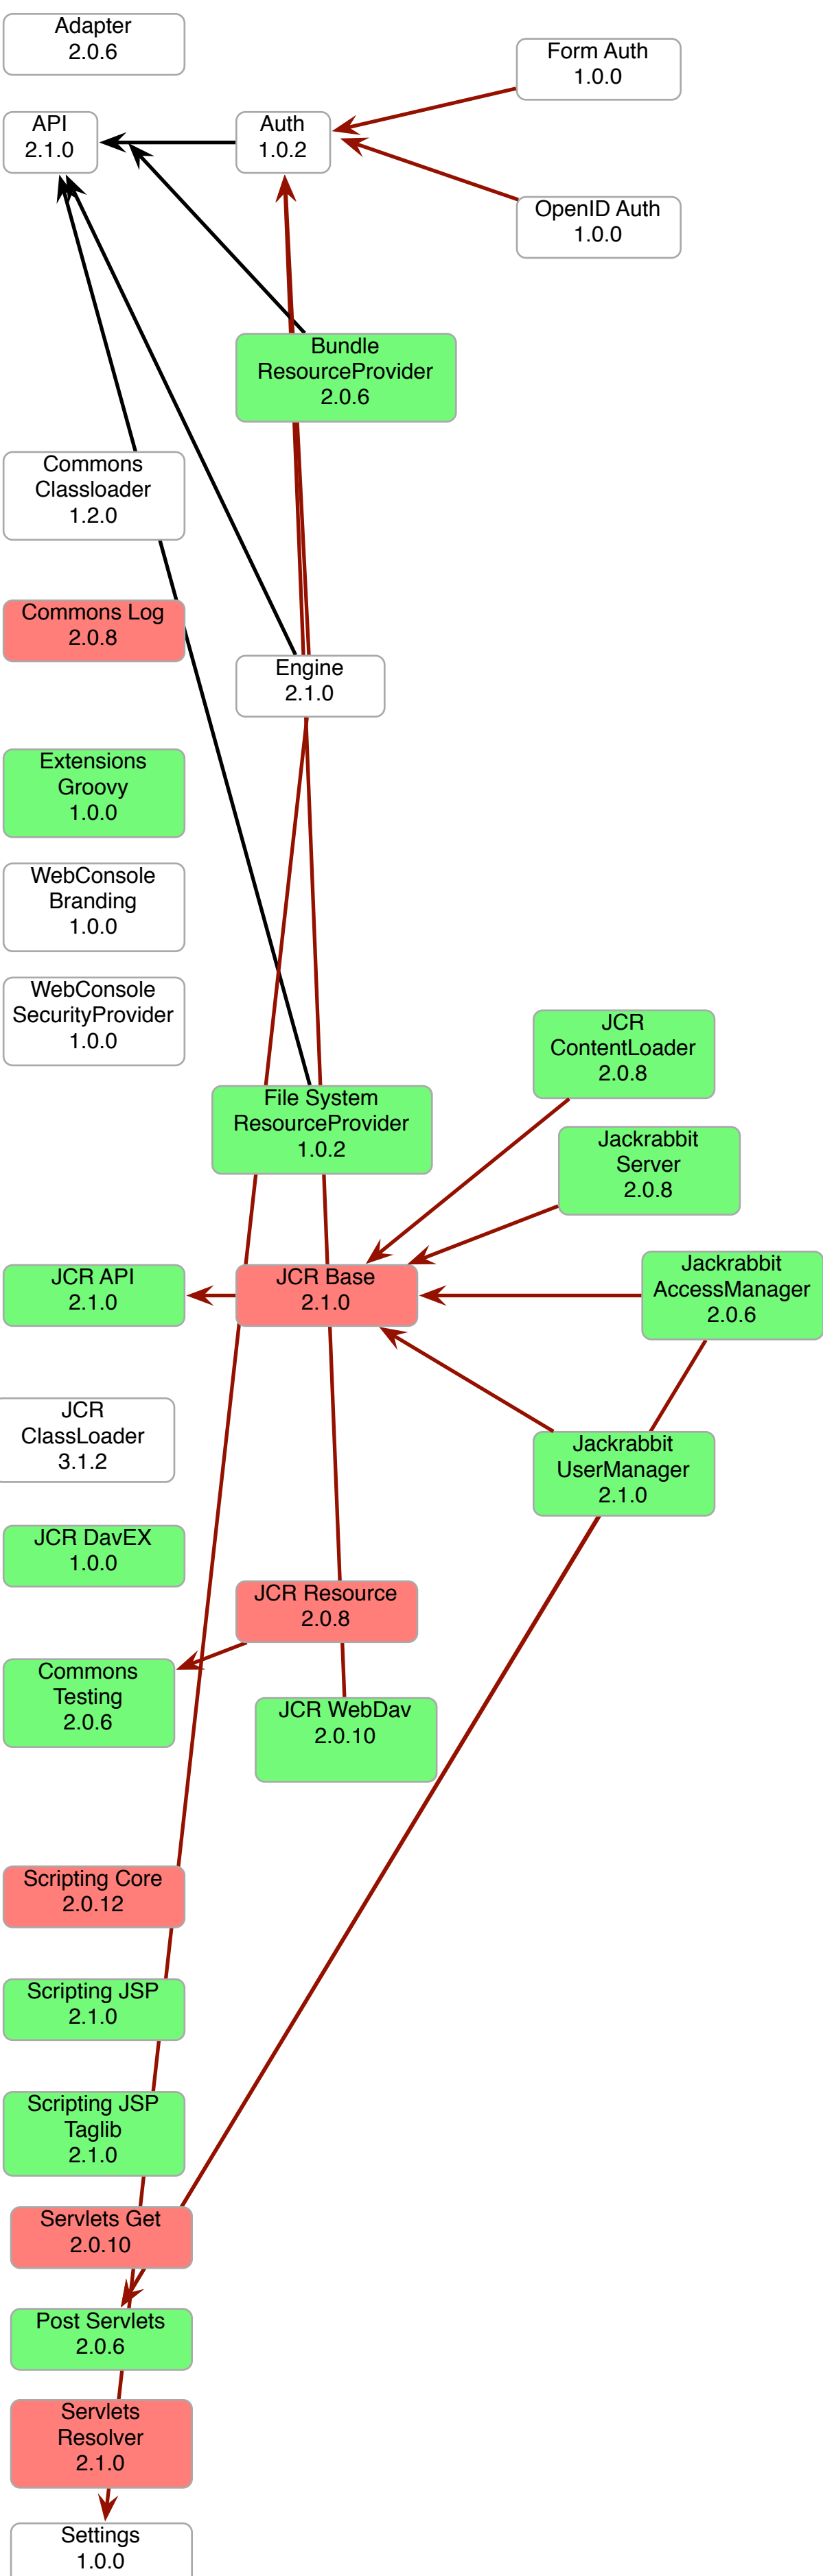 Adapter
2.0.6
Form Auth
1.0.0
API
2.1.0
Auth
1.0.2
OpenID Auth
1.0.0
Bundle
ResourceProvider
2.0.6
Commons
Classloader
1.2.0
Commons Log
2.0.8
Engine
2.1.0
Extensions
Groovy
1.0.0
WebConsole
Branding
1.0.0
WebConsole
SecurityProvider
1.0.0
JCR
ContentLoader
2.0.8
File System
ResourceProvider
1.0.2
Jackrabbit
Server
2.0.8
JCR API
2.1.0
JCR Base
2.1.0
Jackrabbit
AccessManager
2.0.6
JCR
ClassLoader
3.1.2
Jackrabbit
UserManager
2.1.0
JCR DavEX
1.0.0
JCR Resource
2.0.8
Commons
Testing
2.0.6
JCR WebDav
2.0.10
Scripting Core
2.0.12
Scripting JSP
2.1.0
Scripting JSP
Taglib
2.1.0
Servlets Get
2.0.10
Post Servlets
2.0.6
Servlets
Resolver
2.1.0
Settings
1.0.0